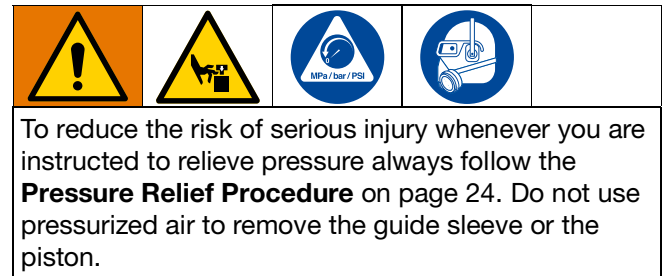 MPa/bar/PSI
To reduce the risk of serious injury whenever you are
instructed to relieve pressure always follow the
Pressure Relief Procedure on page 24. Do not use
pressurized air to remove the guide sleeve or the
piston.